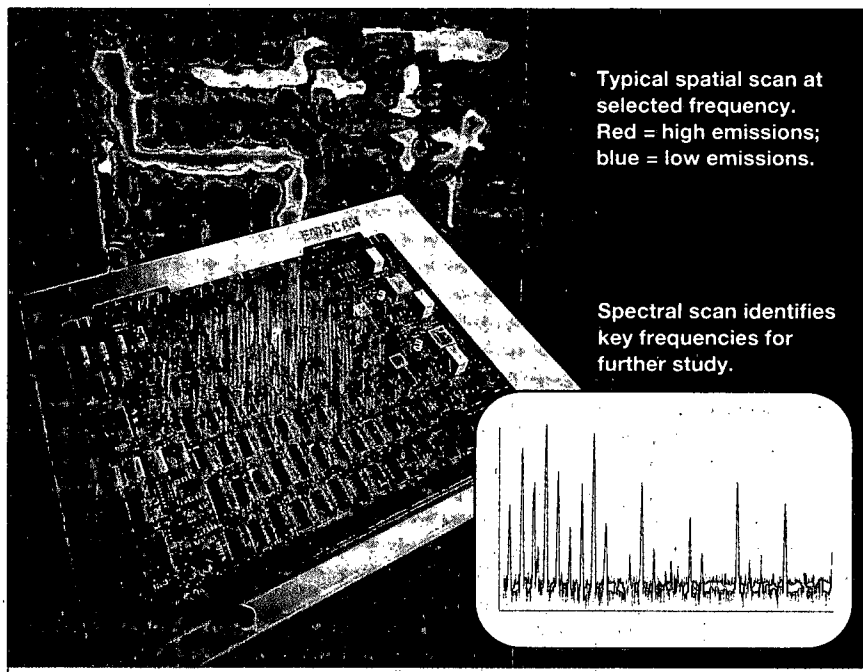 Typical spatial scan at
selected frequency.
Red = high emissions;
blue = low emissions.
EMSCAN
Spectral scan identifies
key frequencies for
further study.